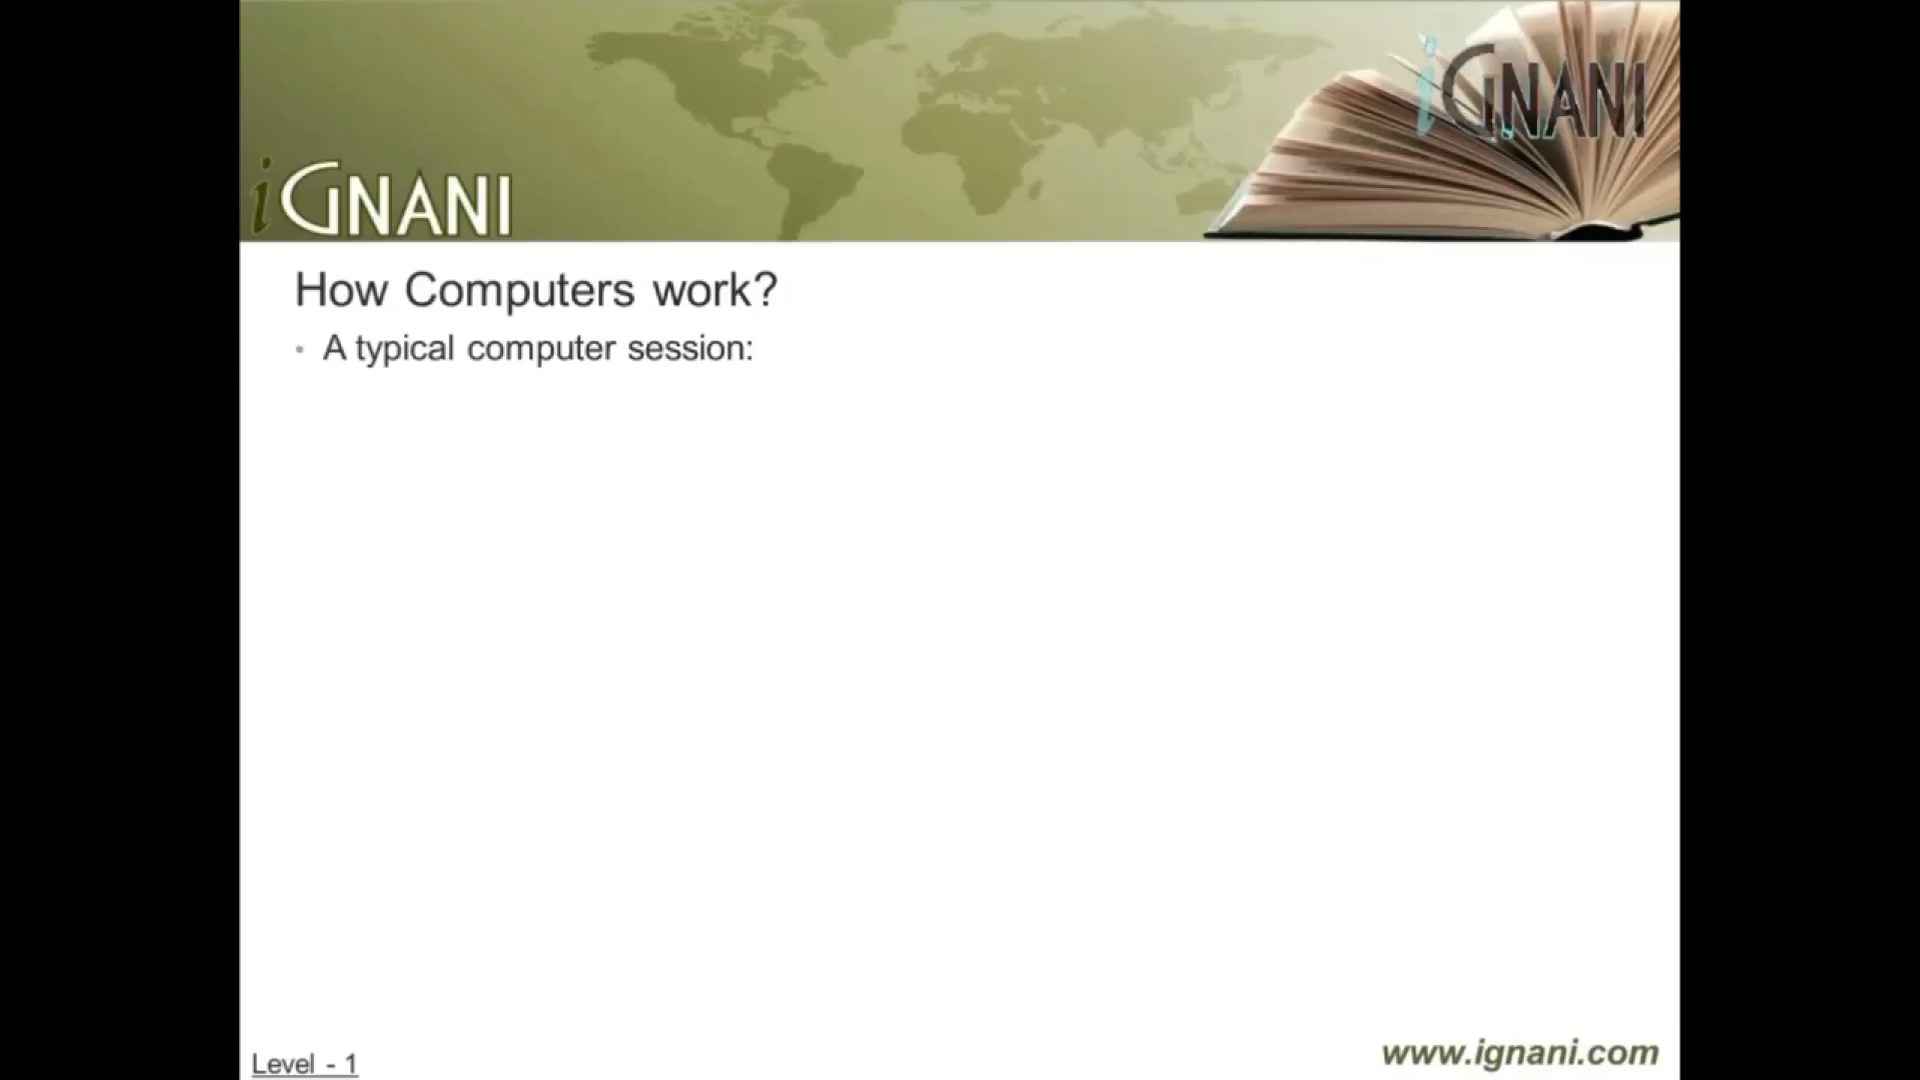 iGNANI
iGNANI
How Computers work?
• A typical computer session:
Level - 1
www.ignani.com